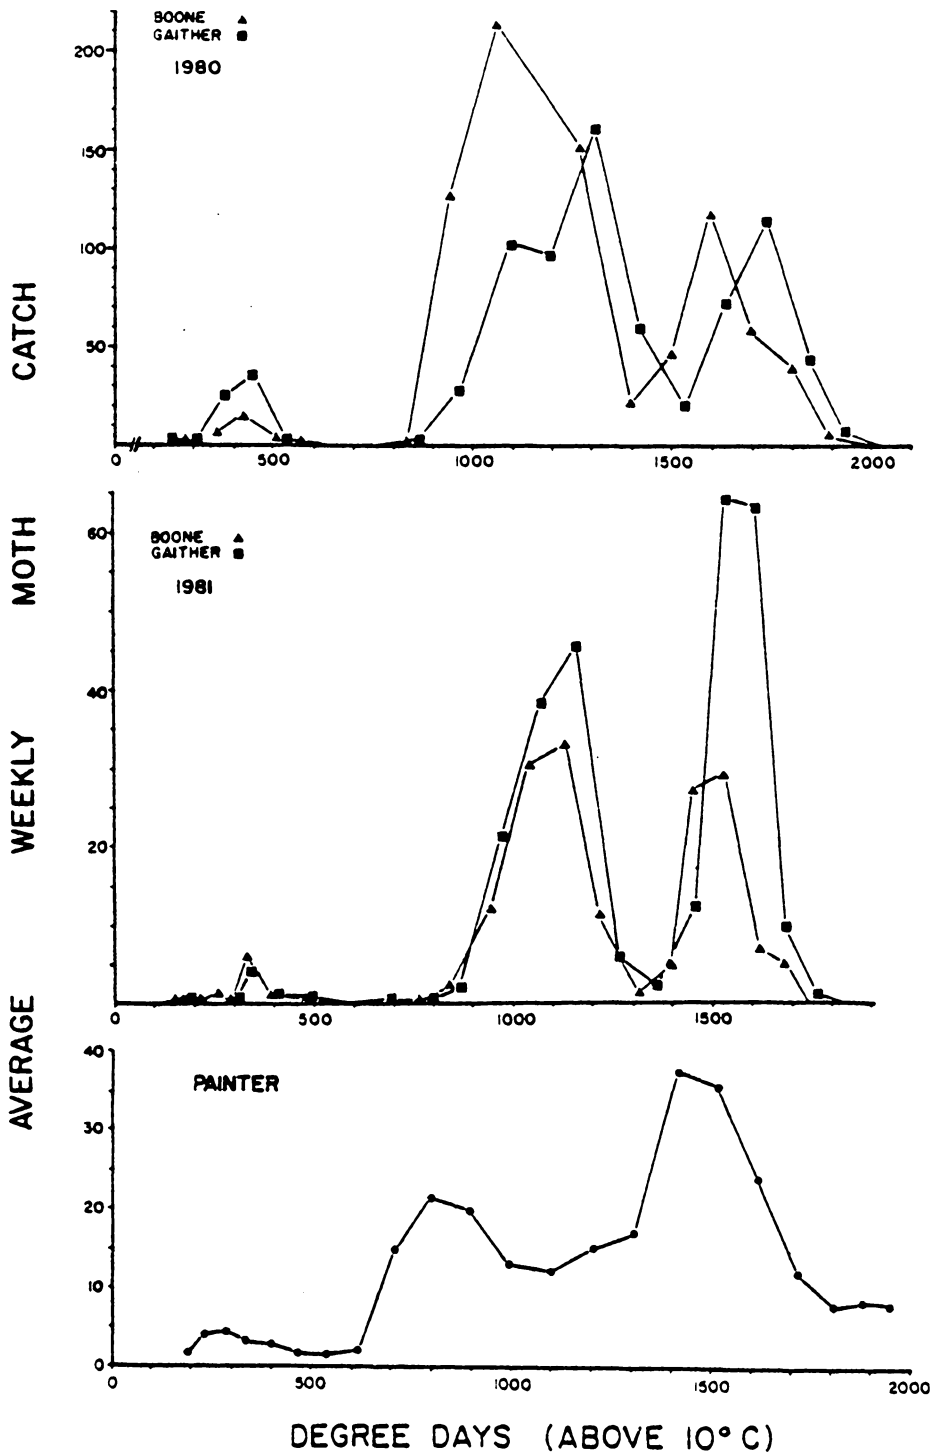 BOONE ▲
GAITHER ■
1980
200
150
100
50
0 500 1000 1500 2000
BOONE ▲
GAITHER ■
1981
60
40
20
0 500 1000 1500
PAINTER
40
30
20
10
0
0 500 1000 1500 2000
AVERAGE WEEKLY MOTH CATCH
DEGREE DAYS (ABOVE 10° C)